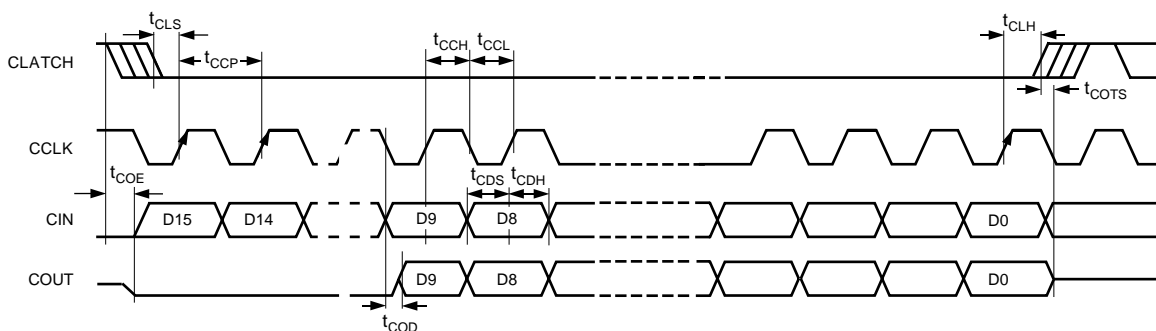 tCLS
tCCH tCCL
tCLH
CLATCH
tCCP
tCOTS
CCLK
tCOE
tCDS tCDH
CIN D15 D14 D9 D8 D0
COUT D9 D8 D0
tCOD